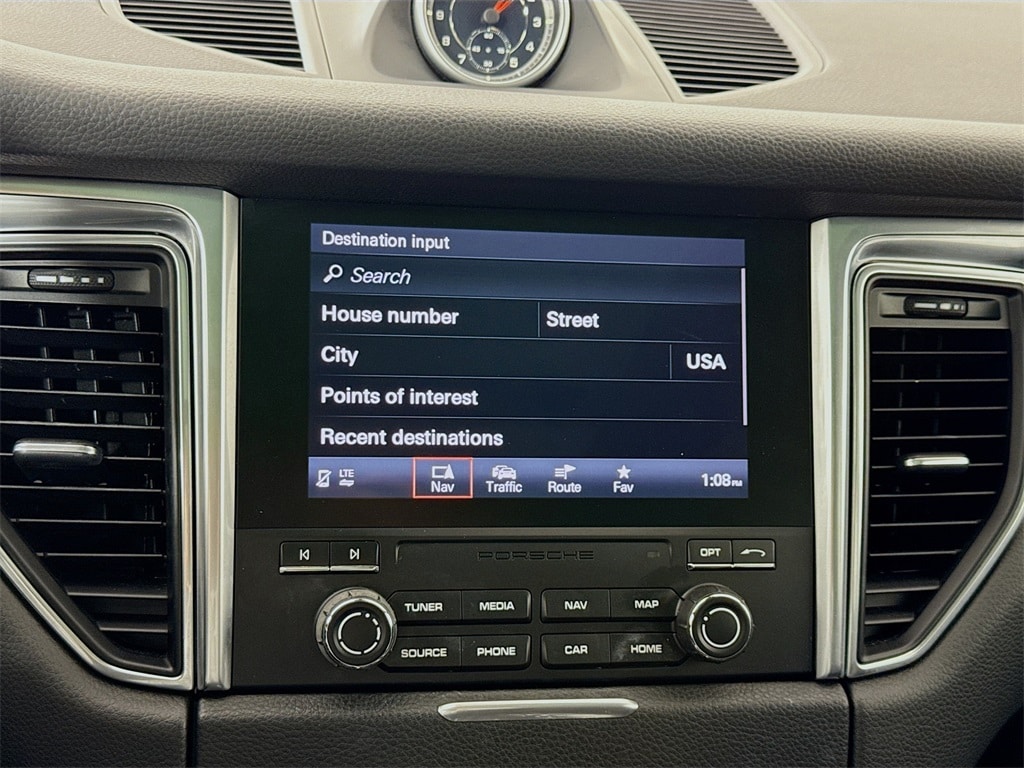 Destination input
Search
House number Street
City USA
Points of interest
Recent destinations
LTE Nav Traffic Route Fav 1:08PM
PORSCHE OPT
TUNER MEDIA NAV MAP
SOURCE PHONE CAR HOME